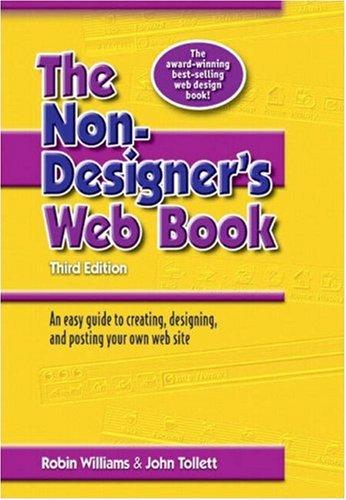 The
award-winning
best-selling
web design
book!
The
Non-
Designer's
Web Book
Third Edition
An easy guide to creating, designing,
and posting your own web site
Robin Williams & John Tollett